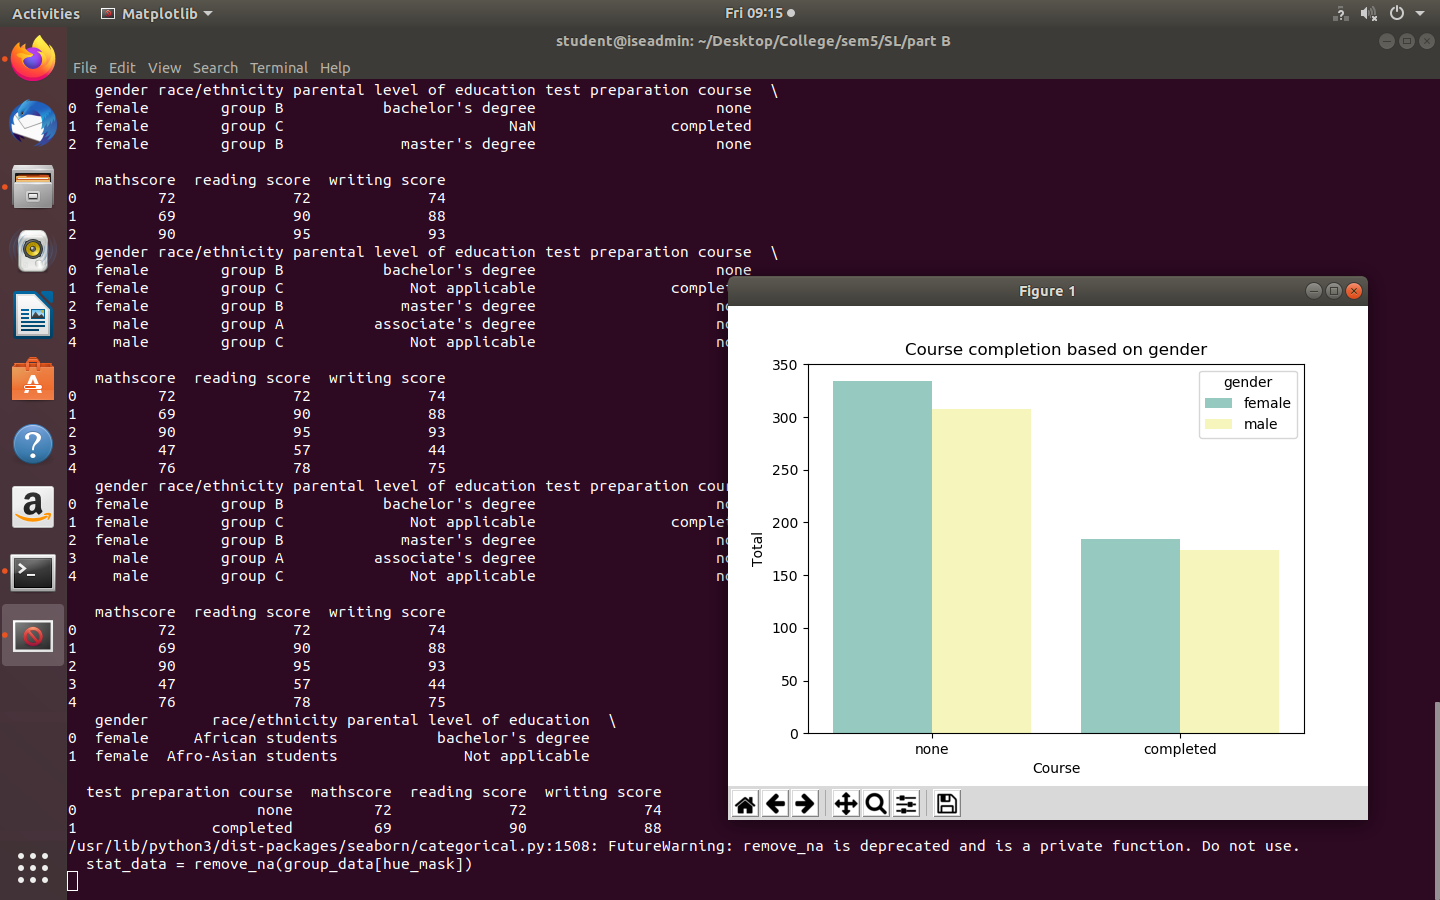 Activities Matplotlib Fri 09:15
student@iseadmin: ~/Desktop/College/sem5/SL/part B
File Edit View Search Terminal Help
gender race/ethnicity parental level of education test preparation course \
0 female group B bachelor's degree none
1 female group C NaN completed
2 female group B master's degree none
mathscore reading score writing score
0 72 72 74
1 69 90 88
2 90 95 93
gender race/ethnicity parental level of education test preparation course \
0 female group B bachelor's degree none
1 female group C Not applicable complet
2 female group B master's degree no
3 male group A associate's degree no
4 male group C Not applicable no
mathscore reading score writing score
0 72 72 74
1 69 90 88
2 90 95 93
3 47 57 44
4 76 78 75
gender race/ethnicity parental level of education test preparation cour
0 female group B bachelor's degree no
1 female group C Not applicable complet
2 female group B master's degree no
3 male group A associate's degree no
4 male group C Not applicable no
mathscore reading score writing score
0 72 72 74
1 69 90 88
2 90 95 93
3 47 57 44
4 76 78 75
gender race/ethnicity parental level of education \
0 female African students bachelor's degree
1 female Afro-Asian students Not applicable
test preparation course mathscore reading score writing score
0 none 72 72 74
1 completed 69 90 88
/usr/lib/python3/dist-packages/seaborn/categorical.py:1508: FutureWarning: remove_na is deprecated and is a private function. Do not use.
stat_data = remove_na(group_data[hue_mask])
Figure 1
Course completion based on gender
350
300
250
200
150
100
50
0
Total
gender
female
male
none completed
Course